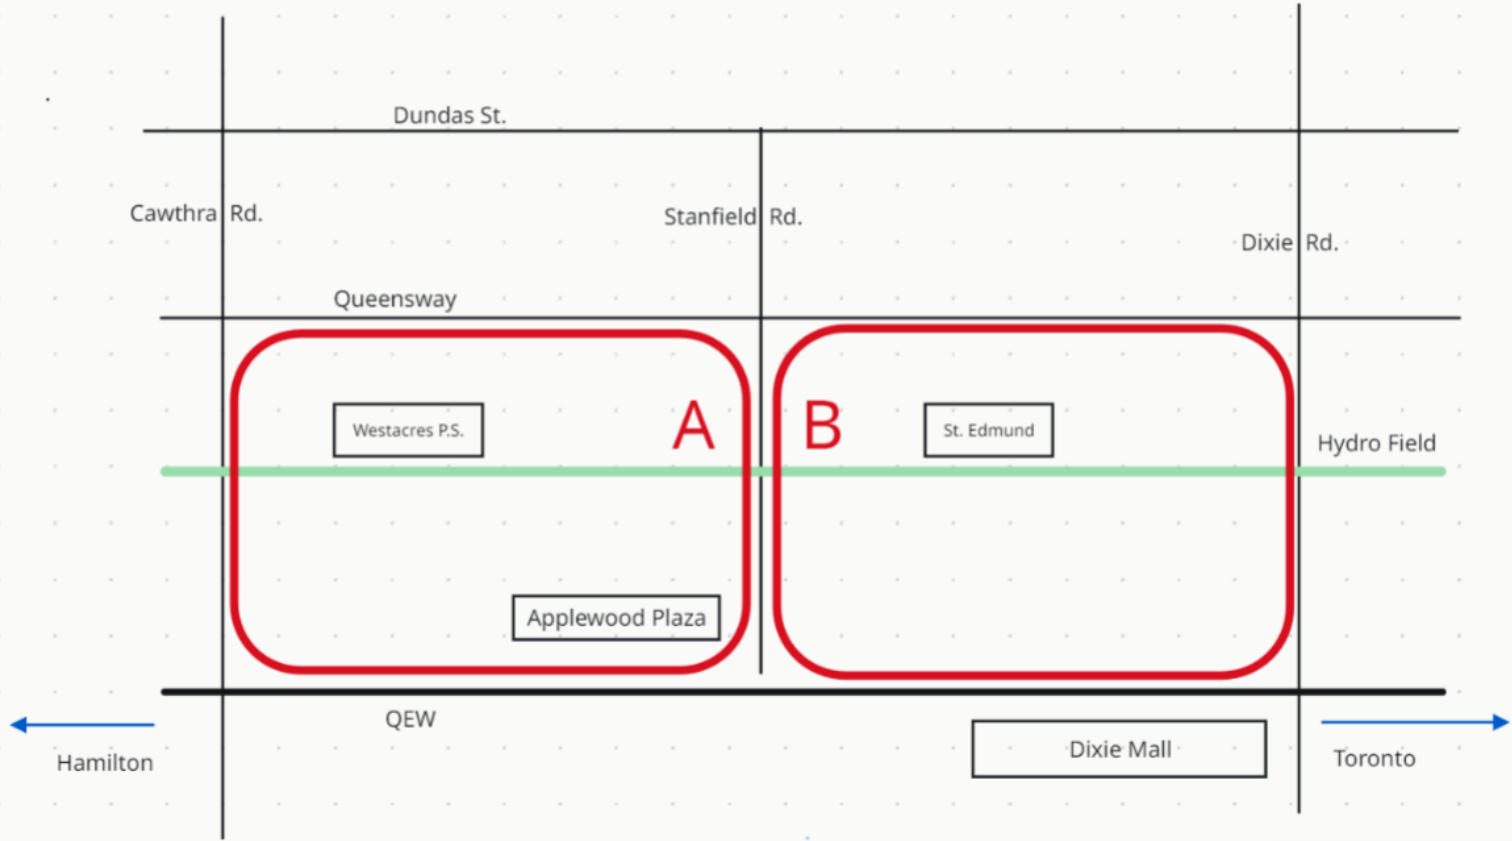 Dundas St.
Cawthra Rd.
Stanfield Rd.
Dixie Rd.
Queensway
Westacres P.S.
A
B
St. Edmund
Hydro Field
Applewood Plaza
QEW
Dixie Mall
Hamilton
Toronto